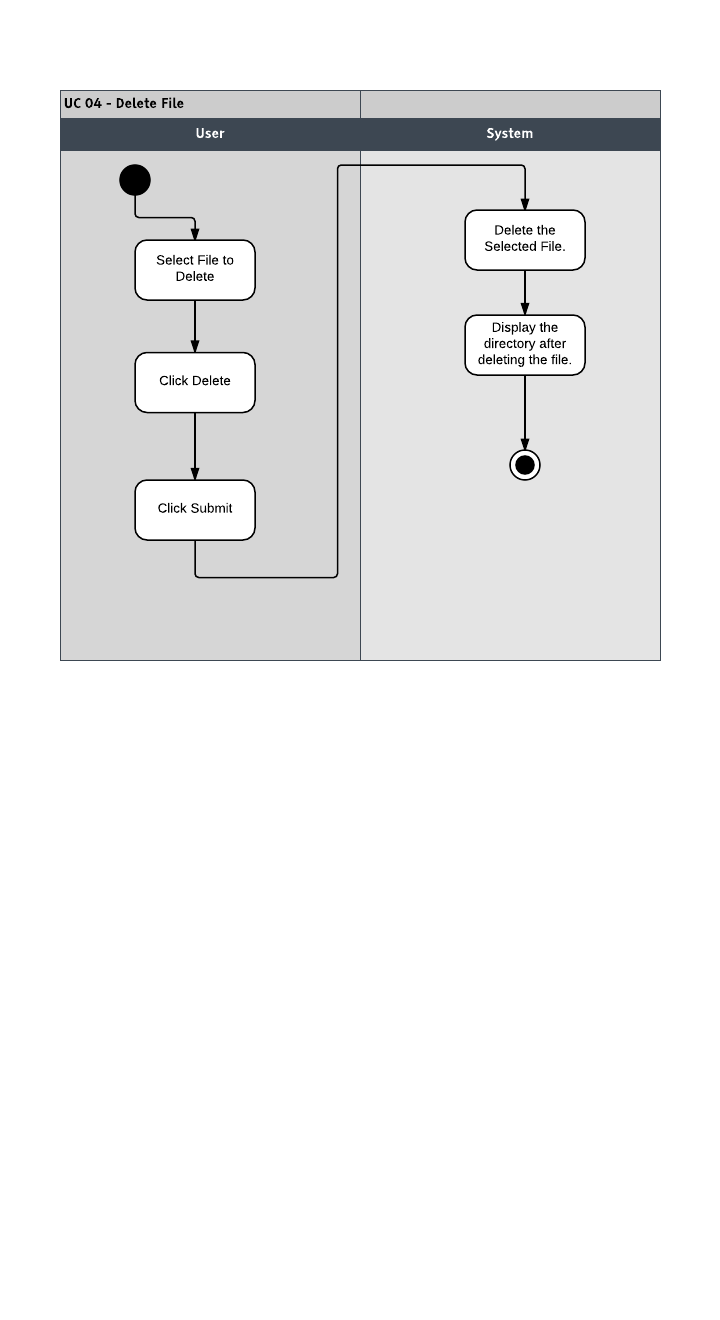 UC 04 - Delete File
User
System
Select File to
Delete
Click Delete
Click Submit
Delete the
Selected File.
Display the
directory after
deleting the file.